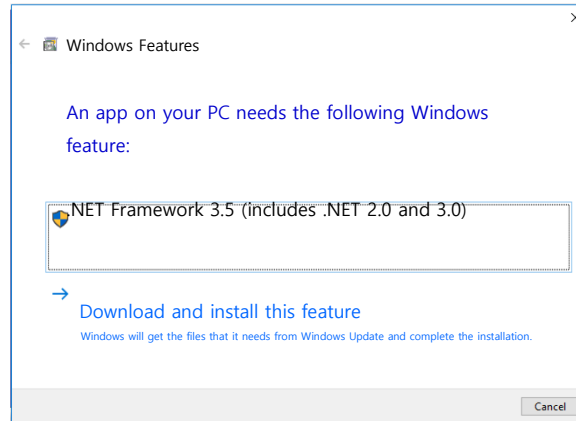 Windows Features
An app on your PC needs the following Windows
feature:
.NET Framework 3.5 (includes .NET 2.0 and 3.0)
Download and install this feature
Windows will get the files that it needs from Windows Update and complete the installation.
Cancel